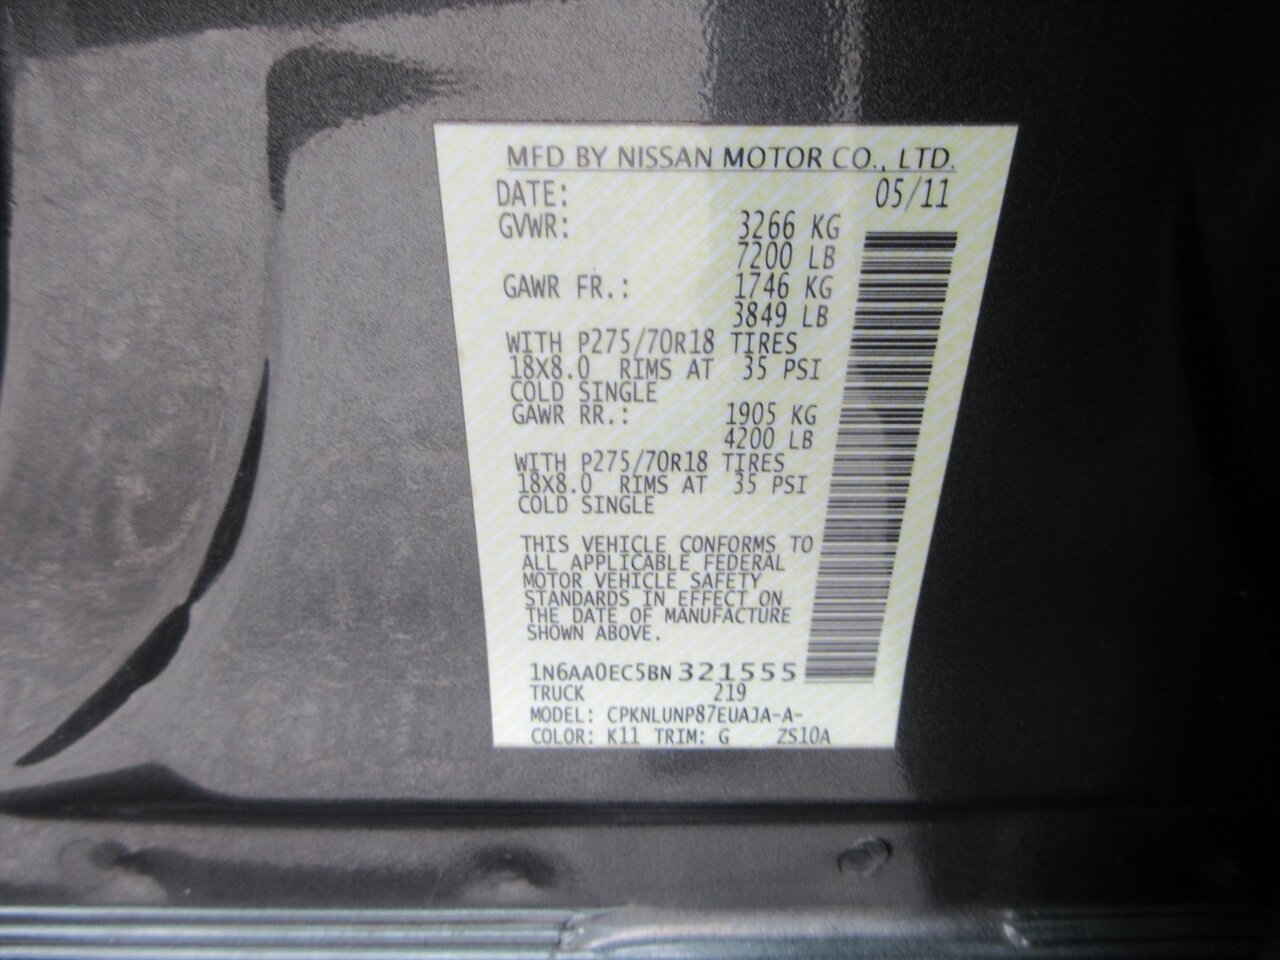 MFD BY NISSAN MOTOR CO., LTD.
DATE: 05/11
GVWR: 3266 KG
7200 LB
GAWR FR.: 1746 KG
3849 LB
WITH P275/70R18 TIRES
18X8.0 RIMS AT 35 PSI
COLD SINGLE
GAWR RR.: 1905 KG
4200 LB
WITH P275/70R18 TIRES
18X8.0 RIMS AT 35 PSI
COLD SINGLE
THIS VEHICLE CONFORMS TO
ALL APPLICABLE FEDERAL
MOTOR VEHICLE SAFETY
STANDARDS IN EFFECT ON
THE DATE OF MANUFACTURE
SHOWN ABOVE.
1N6AA0EC5BN321555
TRUCK 219
MODEL: CPKNLUNP87EUAJA-A-
COLOR: K11 TRIM: G ZS10A